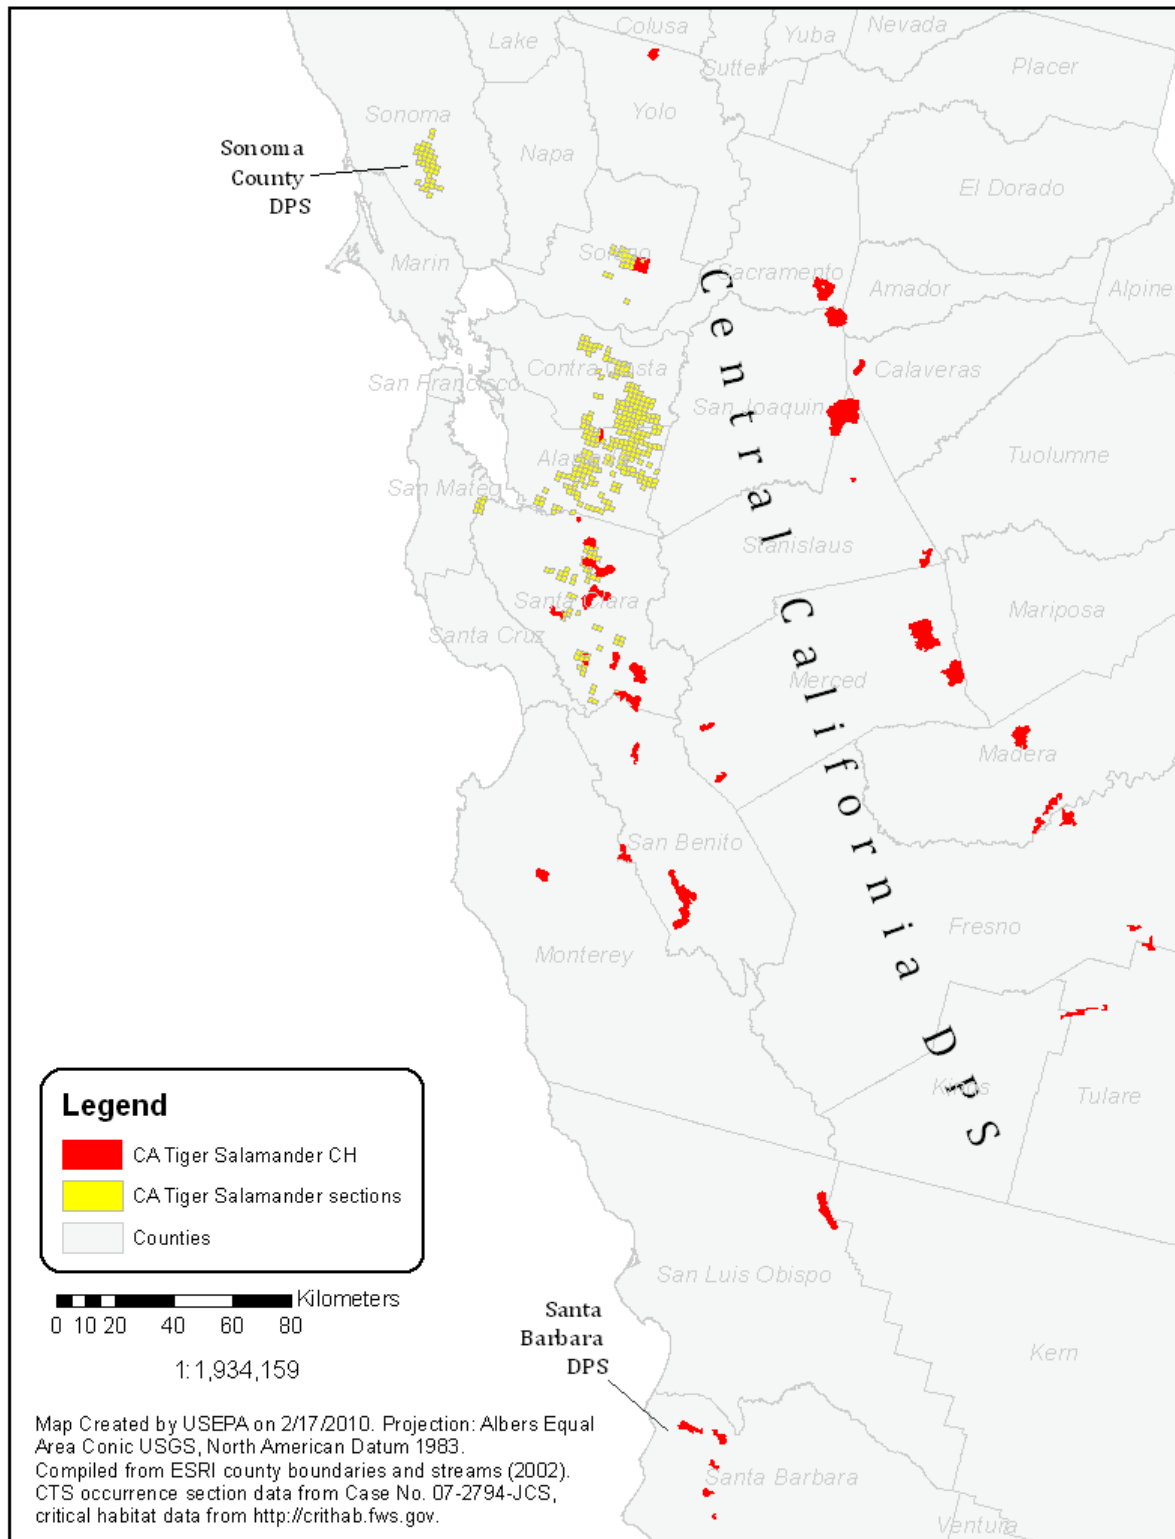 Colusa
Nevada
Lake
Yuba
Sutter
Placer
Sonoma
Yolo
Sonoma
County
DPS
Napa
El Dorado
Marin
Solano
Sacramento
Amador
Alpine
Contra Costa
San Francisco
Calaveras
San Joaquin
Alameda
Tuolumne
San Mateo
Stanislaus
Santa Clara
Mariposa
Santa Cruz
Merced
Madera
San Benito
Fresno
Monterey
Kings
Tulare
Central California DPS
Legend
CA Tiger Salamander CH
CA Tiger Salamander sections
Counties
Kilometers
0 10 20 40 60 80
1:1,934,159
San Luis Obispo
Santa
Barbara
DPS
Kern
Santa Barbara
Ventura
Map Created by USEPA on 2/17/2010. Projection: Albers Equal
Area Conic USGS, North American Datum 1983.
Compiled from ESRI county boundaries and streams (2002).
CTS occurrence section data from Case No. 07-2794-JCS,
critical habitat data from http://crithab.fws.gov.